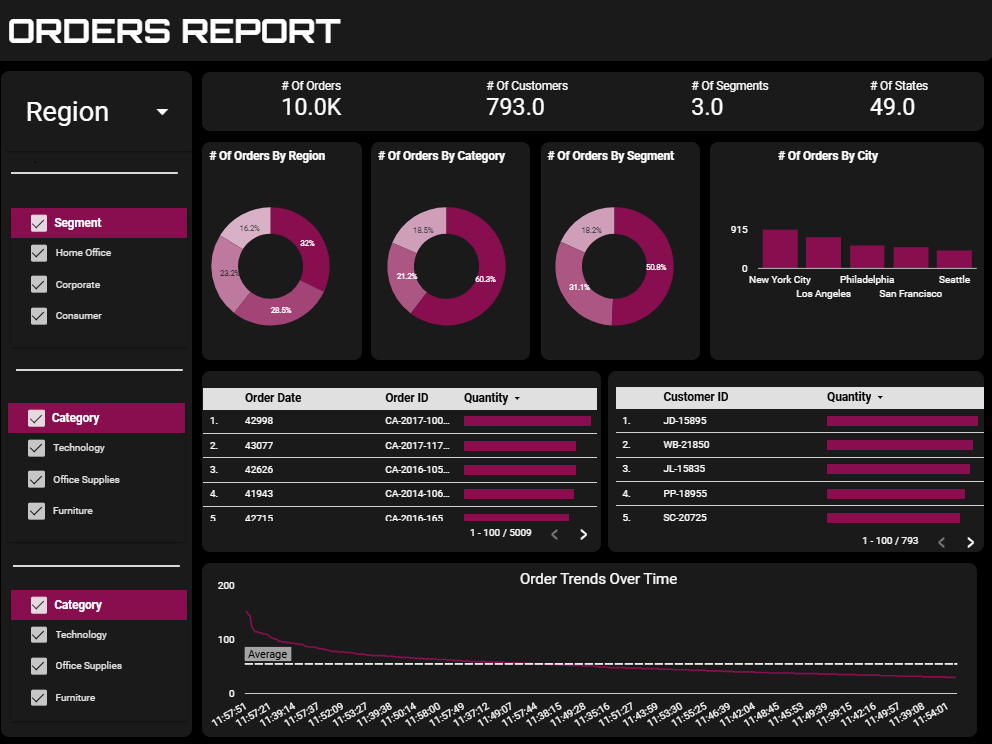 ORDERS REPORT
Region
# Of Orders
10.0K
# Of Customers
793.0
# Of Segments
3.0
# Of States
49.0
Segment
Home Office
Corporate
Consumer
Category
Technology
Office Supplies
Furniture
Category
Technology
Office Supplies
Furniture
# Of Orders By Region
32%
28.5%
23.2%
16.2%
# Of Orders By Category
60.3%
21.2%
18.5%
# Of Orders By Segment
50.8%
31.1%
18.2%
# Of Orders By City
915
0
New York City
Los Angeles
Philadelphia
San Francisco
Seattle
Order Date Order ID Quantity
1. 42998 CA-2017-100...
2. 43077 CA-2017-117...
3. 42626 CA-2016-105...
4. 41943 CA-2014-106...
5 42715 CA-2016-165
1 - 100 / 5009
Customer ID Quantity
1. JD-15895
2. WB-21850
3. JL-15835
4. PP-18955
5. SC-20725
1 - 100 / 793
Order Trends Over Time
200
100
0
Average
11:57:51
11:57:21
11:39:14
11:57:37
11:52:09
11:53:27
11:39:38
11:50:14
11:58:00
11:57:49
11:37:12
11:49:07
11:57:44
11:38:15
11:49:28
11:35:16
11:51:27
11:43:59
11:53:30
11:55:25
11:46:39
11:42:04
11:48:45
11:45:53
11:49:39
11:39:15
11:42:16
11:49:57
11:39:08
11:54:01